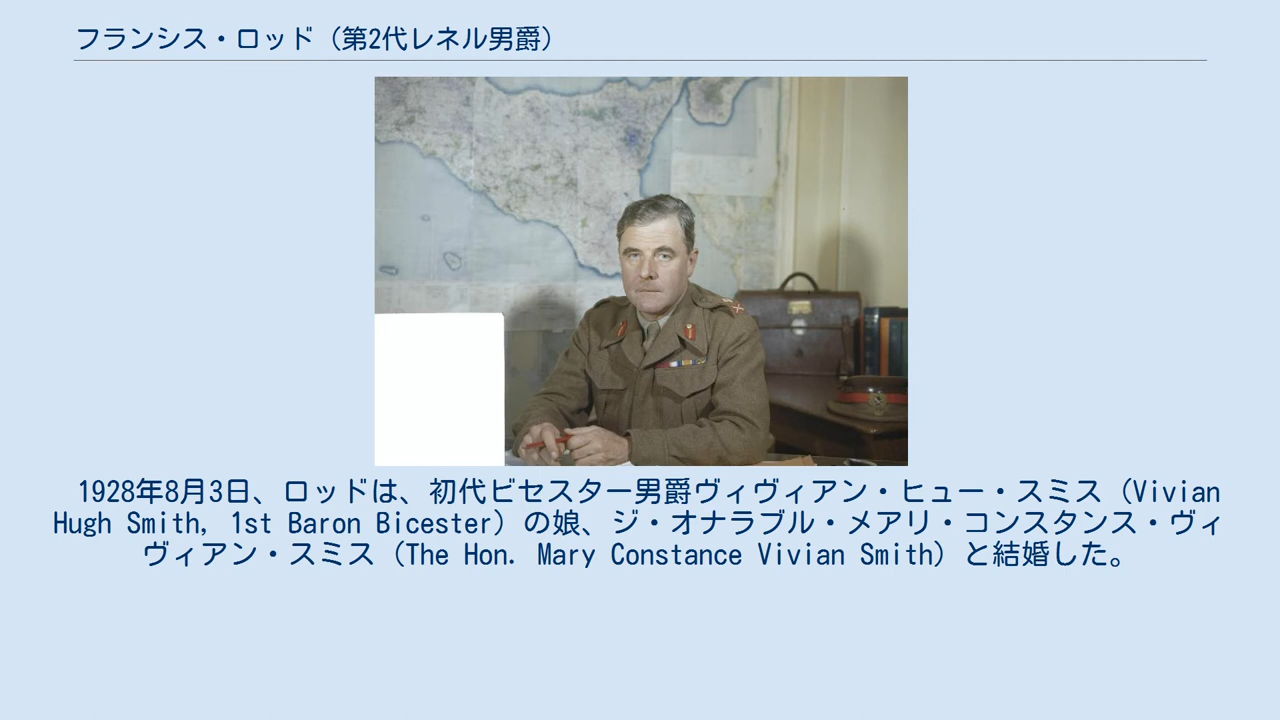 フランシス・ロッド（第2代レネル男爵）
1928年8月3日、ロッドは、初代ビセスター男爵ヴィヴィアン・ヒュー・スミス（Vivian
Hugh Smith, 1st Baron Bicester）の娘、ジ・オナラブル・メアリ・コンスタンス・ヴィ
ヴィアン・スミス（The Hon. Mary Constance Vivian Smith）と結婚した。